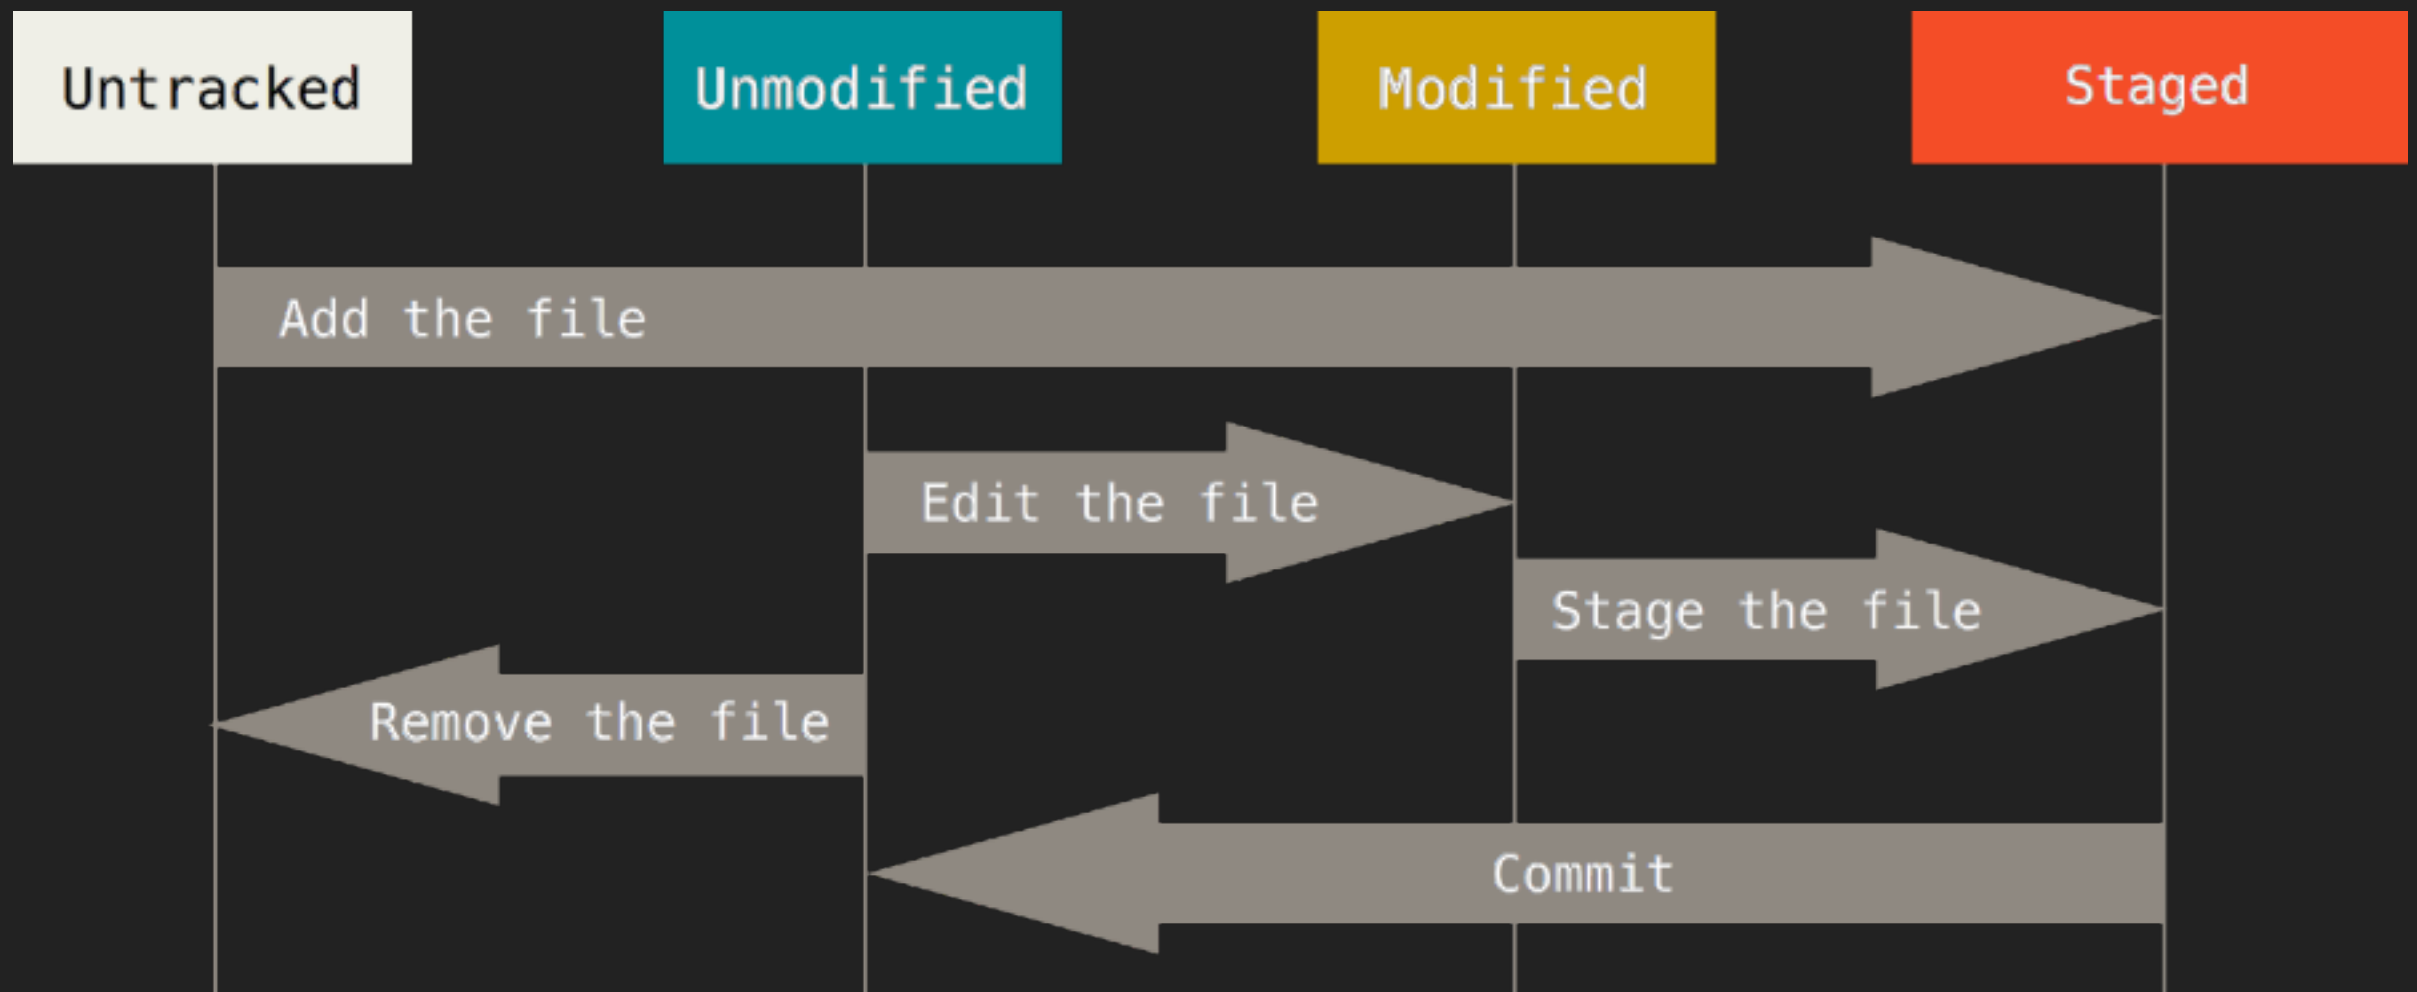 Untracked
Unmodified
Modified
Staged
Add the file
Edit the file
Stage the file
Remove the file
Commit